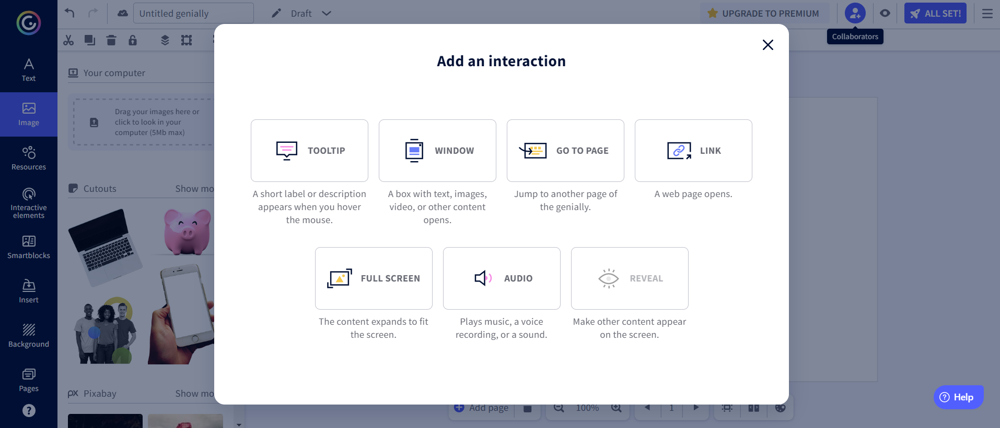 Untitled genially
Draft
UPGRADE TO PREMIUM
ALL SET!
Collaborators
Text
Image
Resources
Interactive
elements
Smartblocks
Insert
Background
Pages
Your computer
Drag your images here or
click to look in your
computer (5Mb max)
Cutouts
Show mo
px Pixabay
Show mo
Add an interaction
TOOLTIP
A short label or description
appears when you hover
the mouse.
WINDOW
A box with text, images,
video, or other content
opens.
GO TO PAGE
Jump to another page of
the genially.
LINK
A web page opens.
FULL SCREEN
The content expands to fit
the screen.
AUDIO
Plays music, a voice
recording, or a sound.
REVEAL
Make other content appear
on the screen.
Add page
100%
1
? Help